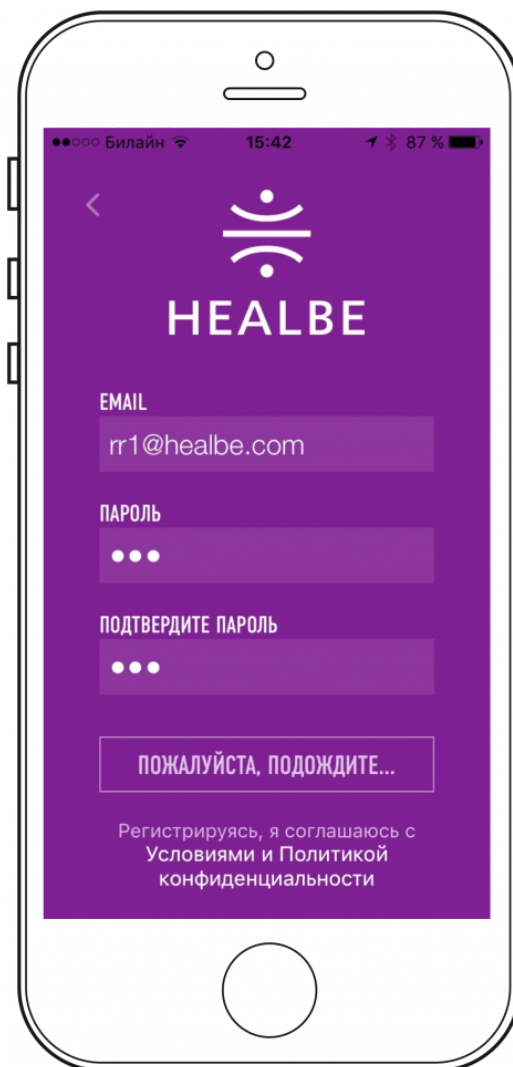 Билайн 15:42 87 %
HEALBE
EMAIL
rr1@healbe.com
ПАРОЛЬ
ПОДТВЕРДИТЕ ПАРОЛЬ
ПОЖАЛУЙСТА, ПОДОЖДИТЕ...
Регистрируясь, я соглашаюсь с
Условиями и Политикой
конфиденциальности